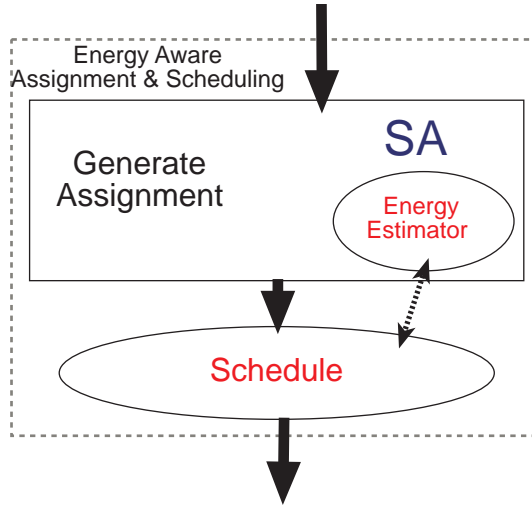 Energy Aware
Assignment & Scheduling
SA
Generate
Assignment
Energy
Estimator
Schedule